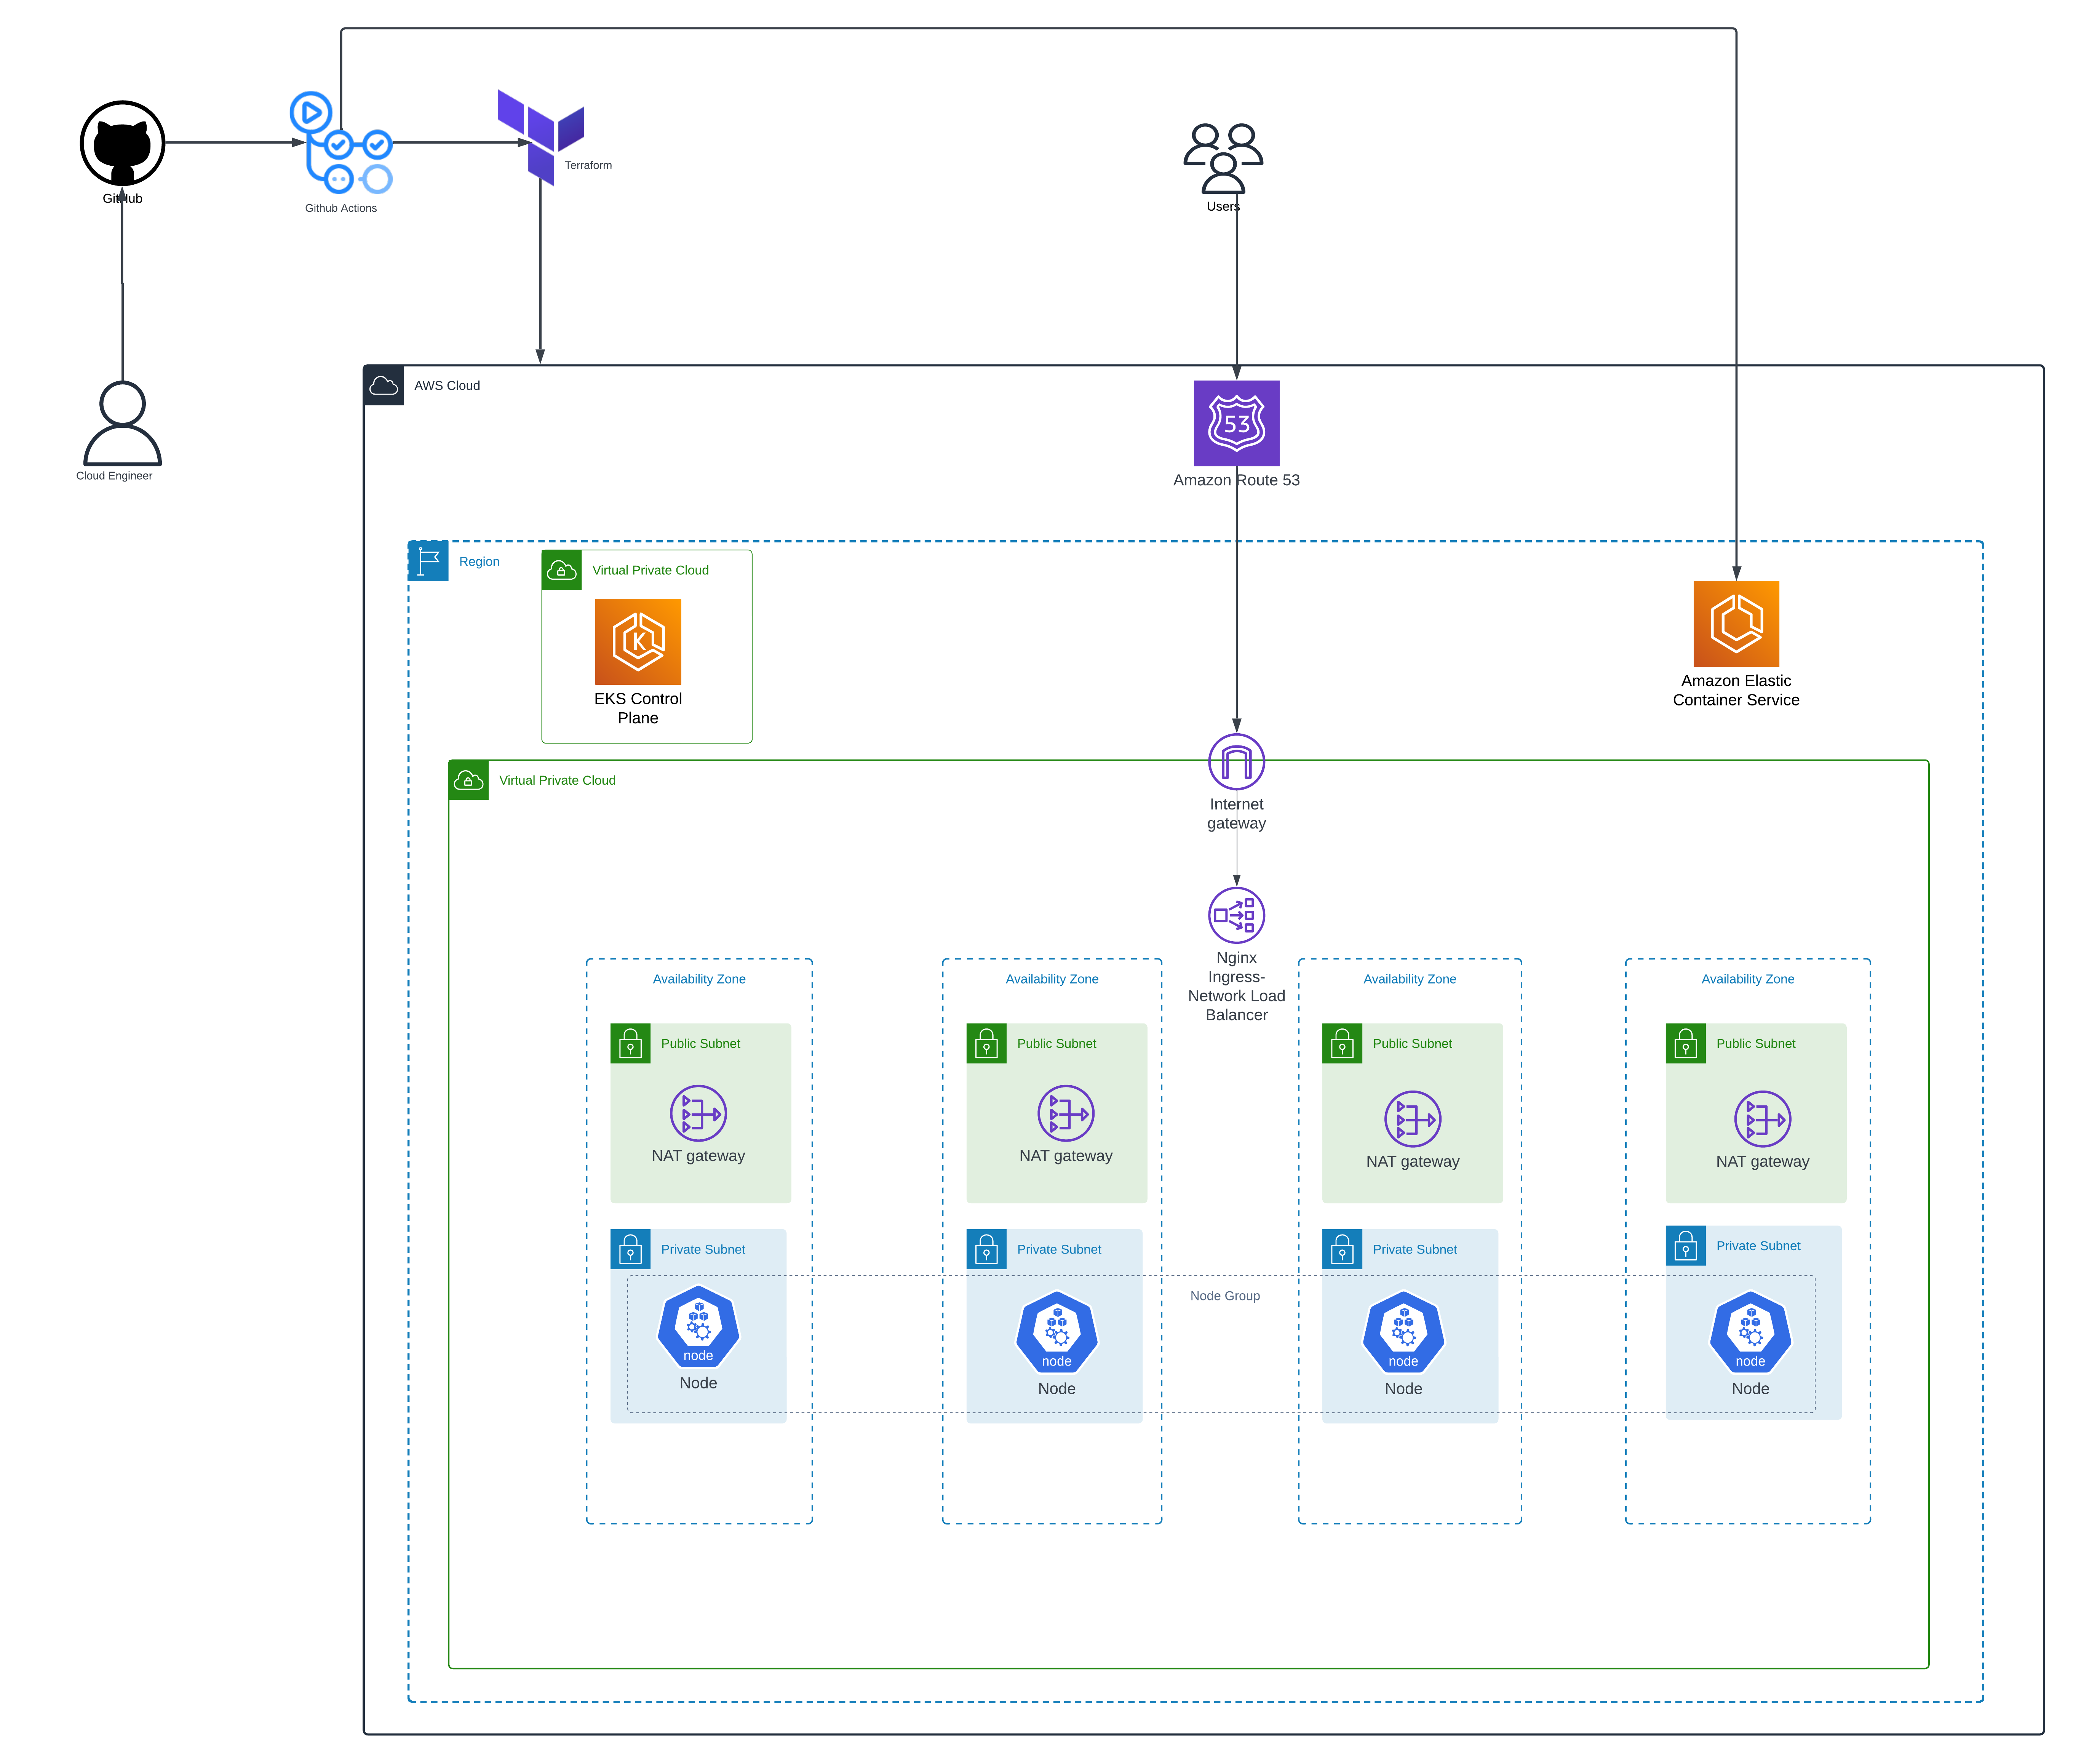 GitHub
Github Actions
Terraform
Users
Cloud Engineer
AWS Cloud
53
Amazon Route 53
Region
Virtual Private Cloud
K
EKS Control
Plane
Amazon Elastic
Container Service
Virtual Private Cloud
Internet
gateway
Nginx
Ingress-
Network Load
Balancer
Availability Zone
Availability Zone
Availability Zone
Availability Zone
Public Subnet
Public Subnet
Public Subnet
Public Subnet
NAT gateway
NAT gateway
NAT gateway
NAT gateway
Private Subnet
Private Subnet
Private Subnet
Private Subnet
Node Group
node
node
node
node
Node
Node
Node
Node